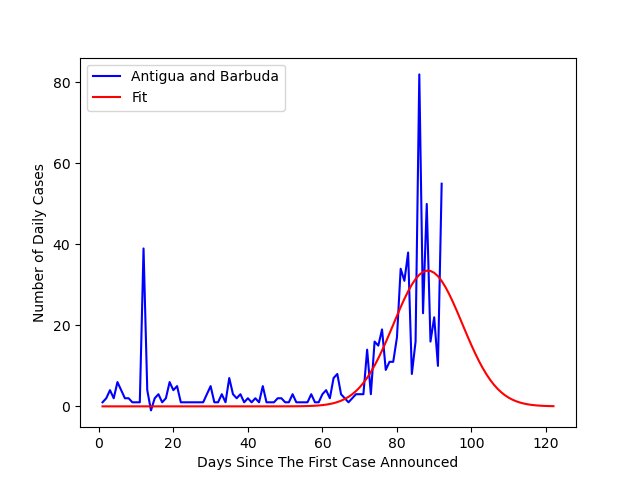 Antigua and Barbuda
Fit
Number of Daily Cases
80
60
40
20
0
0 20 40 60 80 100 120
Days Since The First Case Announced